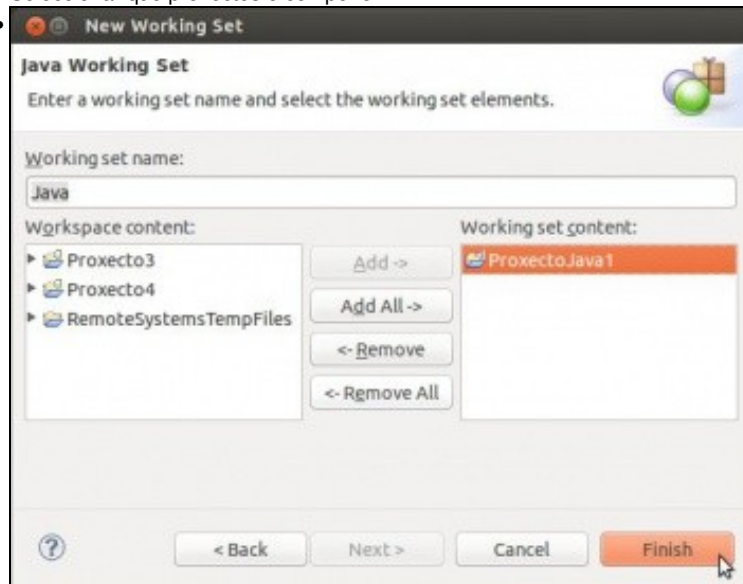 New Working Set
Java Working Set
Enter a working set name and select the working set elements.
Working set name:
Java
Workspace content:
Working set content:
Proxecto3
Proxecto4
RemoteSystemsTempFiles
Add ->
Add All ->
<- Remove
<- Remove All
ProxectoJava1
< Back
Next >
Cancel
Finish